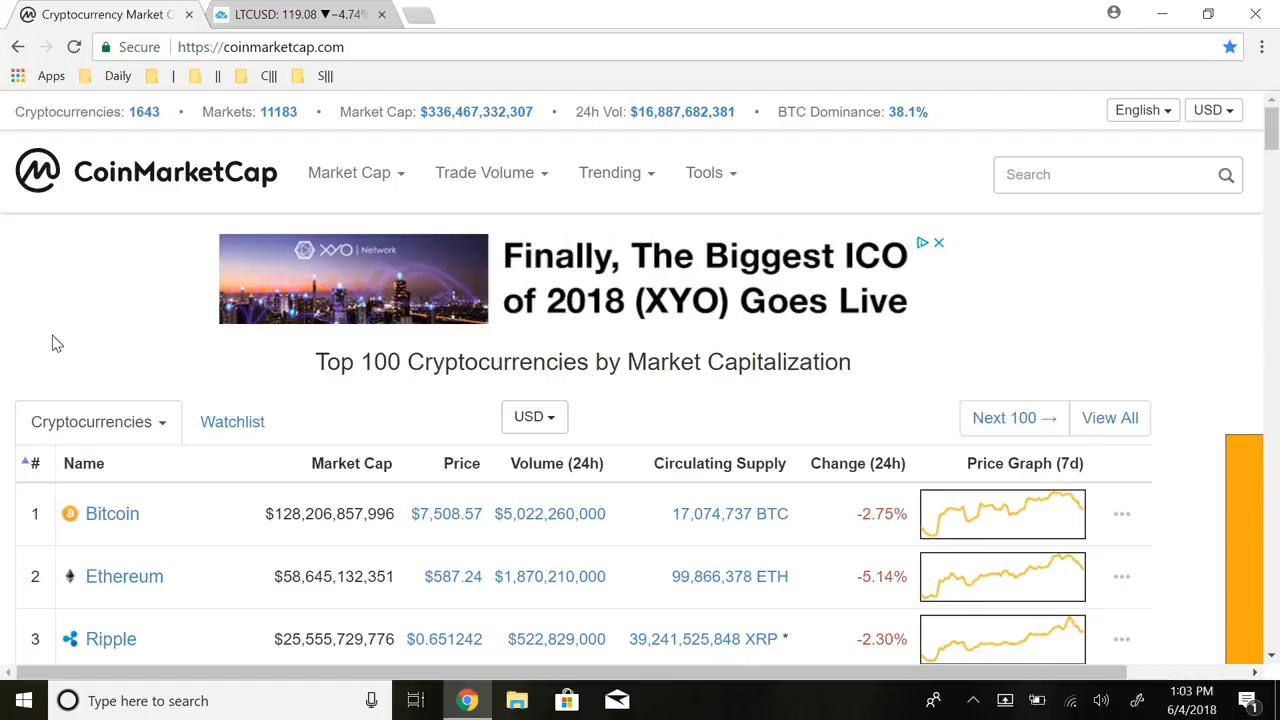 Cryptocurrency Market C
LTCUSD: 119.08 ▼−4.74%
Secure
https://coinmarketcap.com
Apps Daily | || C||| S|||
Cryptocurrencies: 1643 • Markets: 11183 • Market Cap: $336,467,332,307 • 24h Vol: $16,887,682,381 • BTC Dominance: 38.1%
English USD
CoinMarketCap
Market Cap Trade Volume Trending Tools
Search
XYO | Network
Finally, The Biggest ICO
of 2018 (XYO) Goes Live
Top 100 Cryptocurrencies by Market Capitalization
Cryptocurrencies Watchlist USD Next 100 → View All
# Name Market Cap Price Volume (24h) Circulating Supply Change (24h) Price Graph (7d)
1 Bitcoin $128,206,857,996 $7,508.57 $5,022,260,000 17,074,737 BTC -2.75%
2 Ethereum $58,645,132,351 $587.24 $1,870,210,000 99,866,378 ETH -5.14%
3 Ripple $25,555,729,776 $0.651242 $522,829,000 39,241,525,848 XRP * -2.30%
Type here to search
1:03 PM
6/4/2018
1